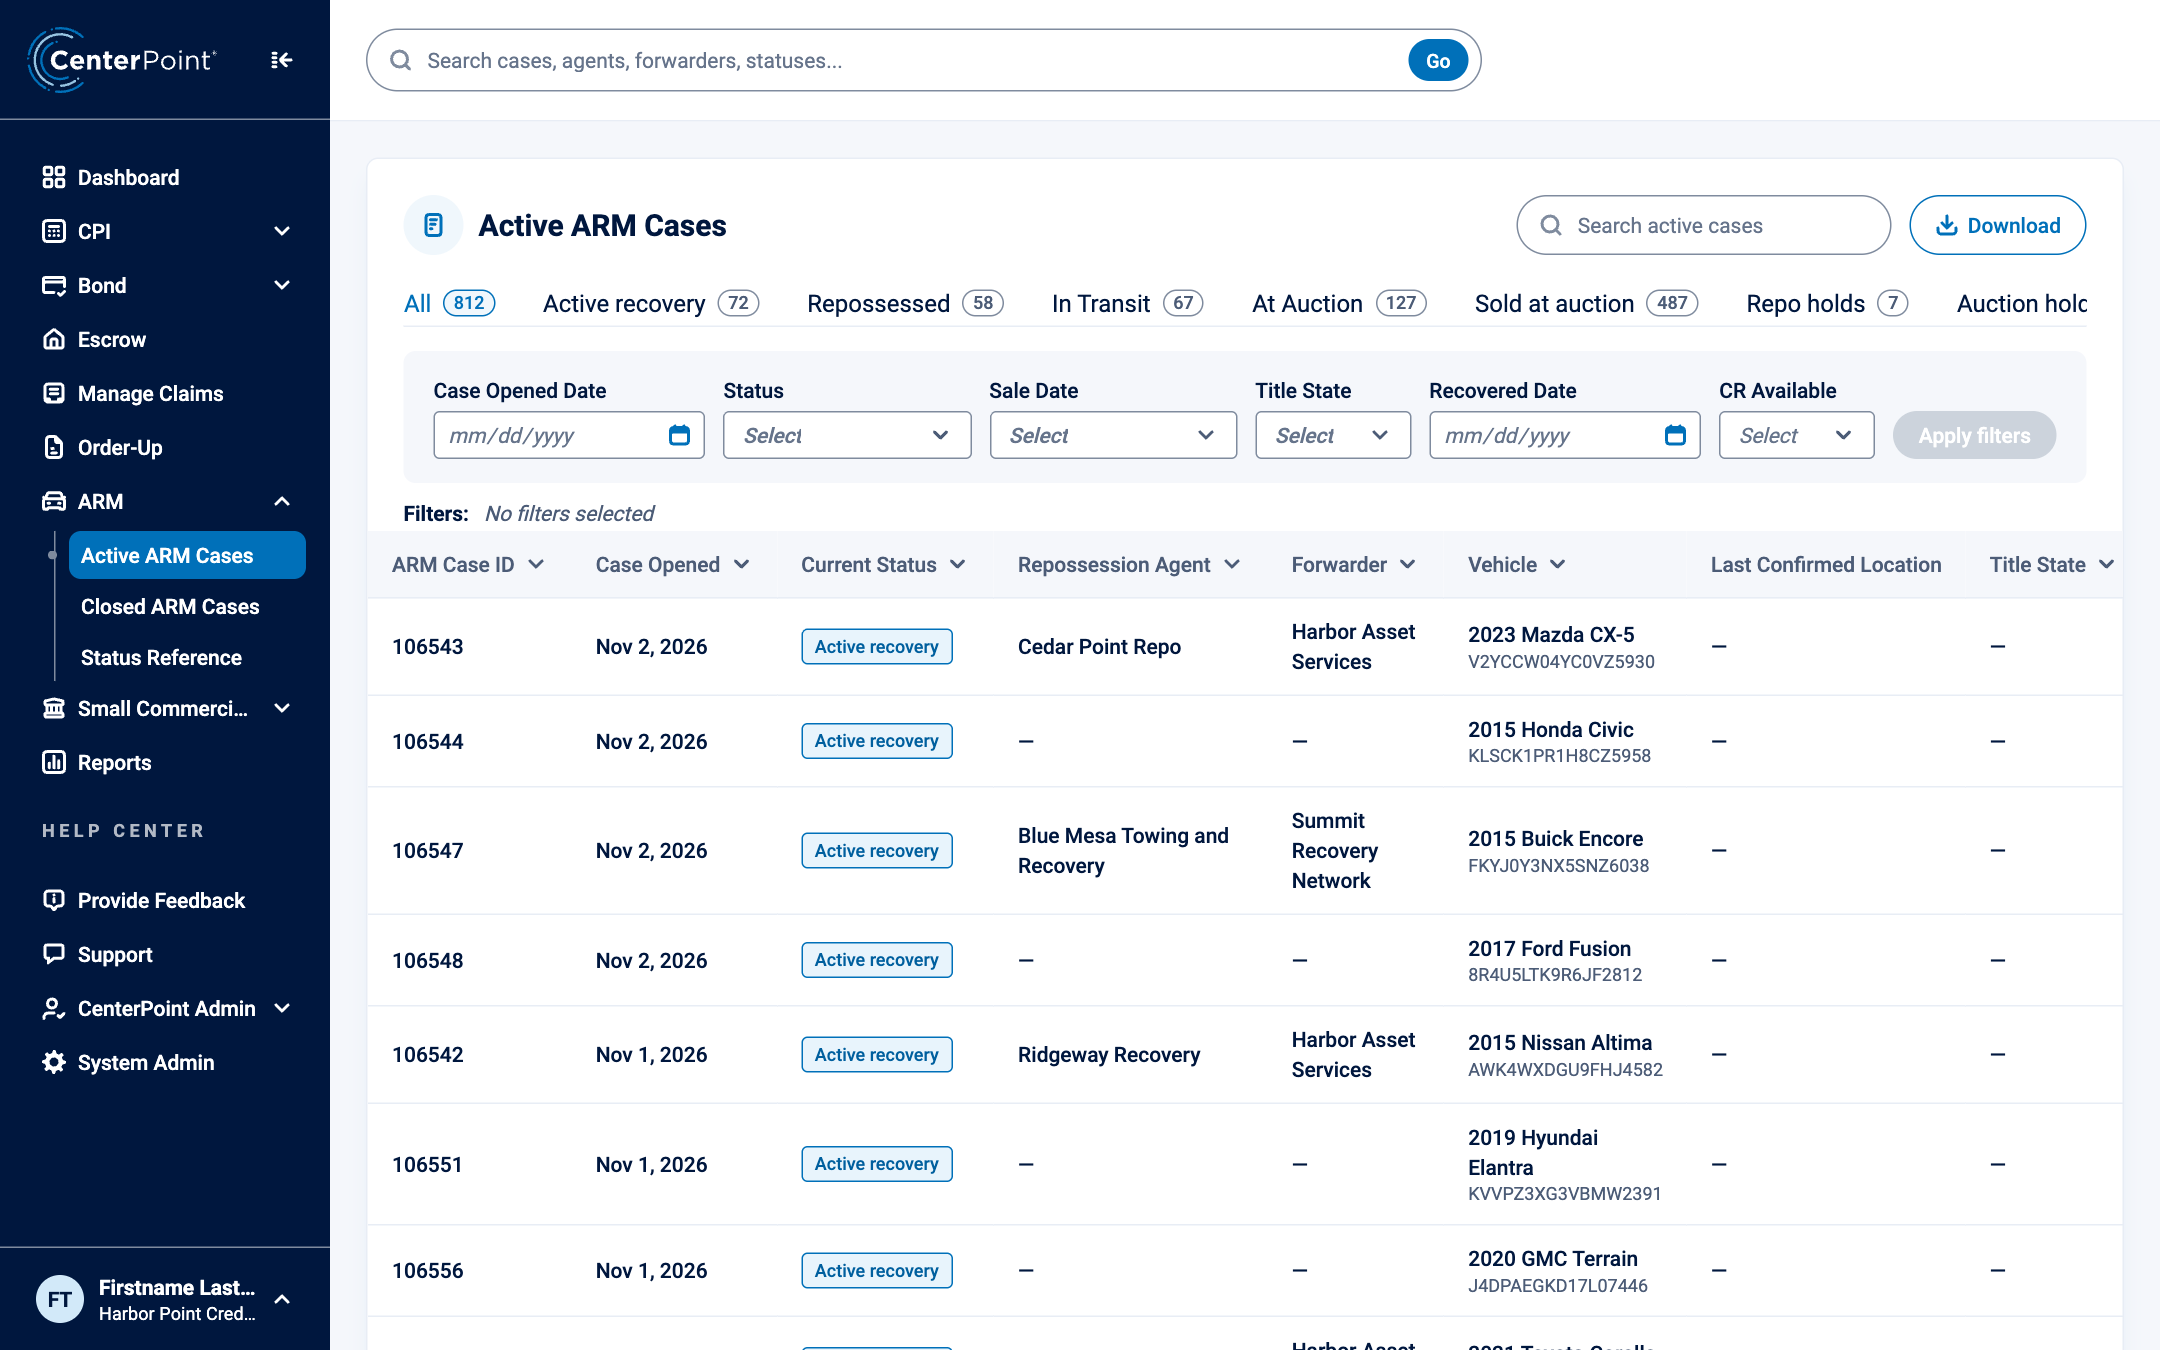 CenterPoint
Search cases, agents, forwarders, statuses...
Go
Dashboard
CPI
Bond
Escrow
Manage Claims
Order-Up
ARM
Active ARM Cases
Closed ARM Cases
Status Reference
Small Commerci...
Reports
HELP CENTER
Provide Feedback
Support
CenterPoint Admin
System Admin
FT
Firstname Last...
Harbor Point Cred...
Active ARM Cases
Search active cases
Download
All 812
Active recovery 72
Repossessed 58
In Transit 67
At Auction 127
Sold at auction 487
Repo holds 7
Auction hold
Case Opened Date
Status
Sale Date
Title State
Recovered Date
CR Available
mm/dd/yyyy
Select
Select
Select
mm/dd/yyyy
Select
Apply filters
Filters: No filters selected
ARM Case ID
Case Opened
Current Status
Repossession Agent
Forwarder
Vehicle
Last Confirmed Location
Title State
106543
Nov 2, 2026
Active recovery
Cedar Point Repo
Harbor Asset
Services
2023 Mazda CX-5
V2YCCW04YC0VZ5930
–
–
106544
Nov 2, 2026
Active recovery
–
–
2015 Honda Civic
KLSCK1PR1H8CZ5958
–
–
106547
Nov 2, 2026
Active recovery
Blue Mesa Towing and
Recovery
Summit
Recovery
Network
2015 Buick Encore
FKYJ0Y3NX5SNZ6038
–
–
106548
Nov 2, 2026
Active recovery
–
–
2017 Ford Fusion
8R4U5LTK9R6JF2812
–
–
106542
Nov 1, 2026
Active recovery
Ridgeway Recovery
Harbor Asset
Services
2015 Nissan Altima
AWK4WXDGU9FHJ4582
–
–
106551
Nov 1, 2026
Active recovery
–
–
2019 Hyundai
Elantra
KVVPZ3XG3VBMW2391
–
–
106556
Nov 1, 2026
Active recovery
–
–
2020 GMC Terrain
J4DPAEGKD17L07446
–
–
Harbor Asset
2021 Toyota Corolla